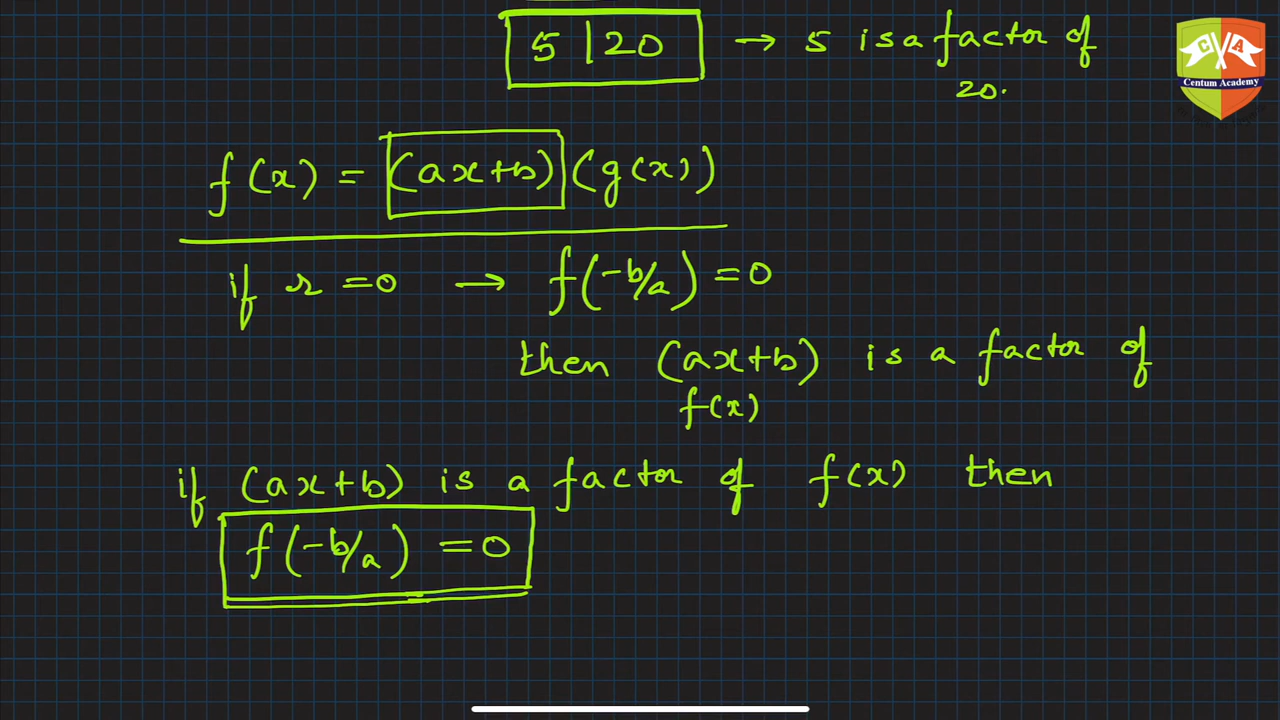 5 | 20 → 5 is a factor of
20.
C A
Centum Academy
f(x) = (ax+b) (g(x))
if r = 0 → f(-b/a) = 0
then (ax+b) is a factor of
f(x)
if (ax+b) is a factor of f(x) then
f(-b/a) = 0